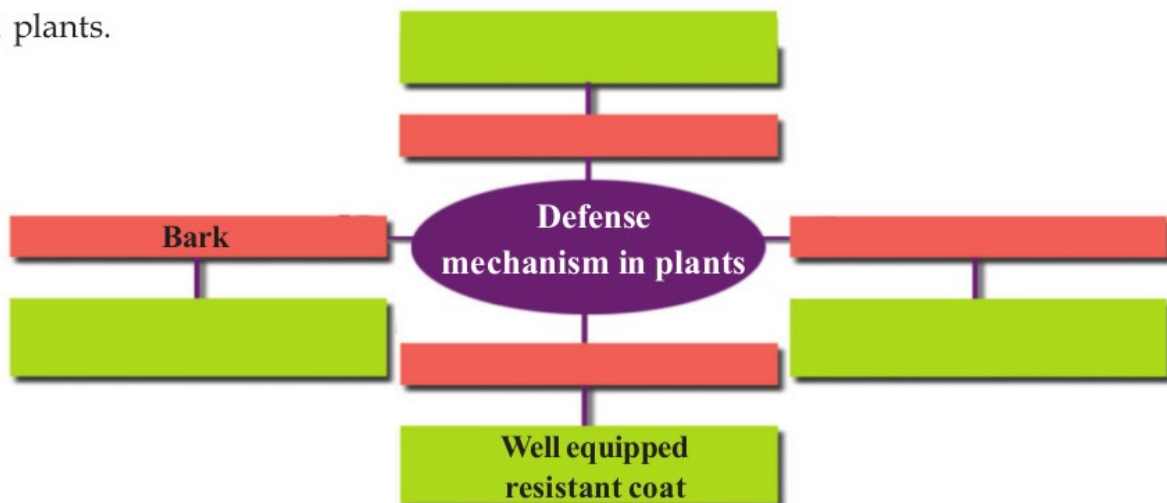 plants.
Bark
Defense
mechanism in plants
Well equipped
resistant coat